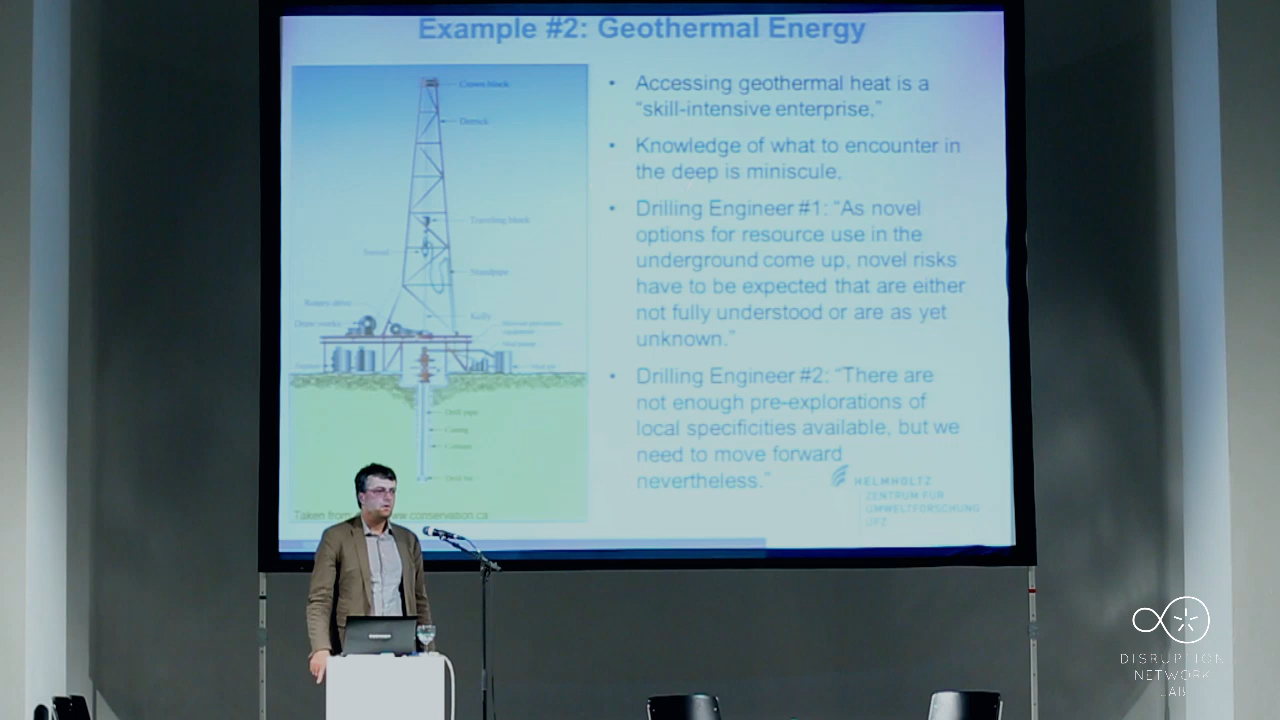 Example #2: Geothermal Energy
Crown block
Derrick
Traveling block
Swivel
Standpipe
Rotary drive
Kelly
Draw works
Drill pipe
Casing
Cement
Drill bit
Taken from
www.conservation.ca
• Accessing geothermal heat is a
“skill-intensive enterprise,”
• Knowledge of what to encounter in
the deep is miniscule,
• Drilling Engineer #1: “As novel
options for resource use in the
underground come up, novel risks
have to be expected that are either
not fully understood or are as yet
unknown.”
• Drilling Engineer #2: “There are
not enough pre-explorations of
local specificities available, but we
need to move forward
nevertheless.”
HELMHOLTZ
ZENTRUM FÜR
UMWELTFORSCHUNG
UFZ
DISRUPTION
NETWORK
LAB